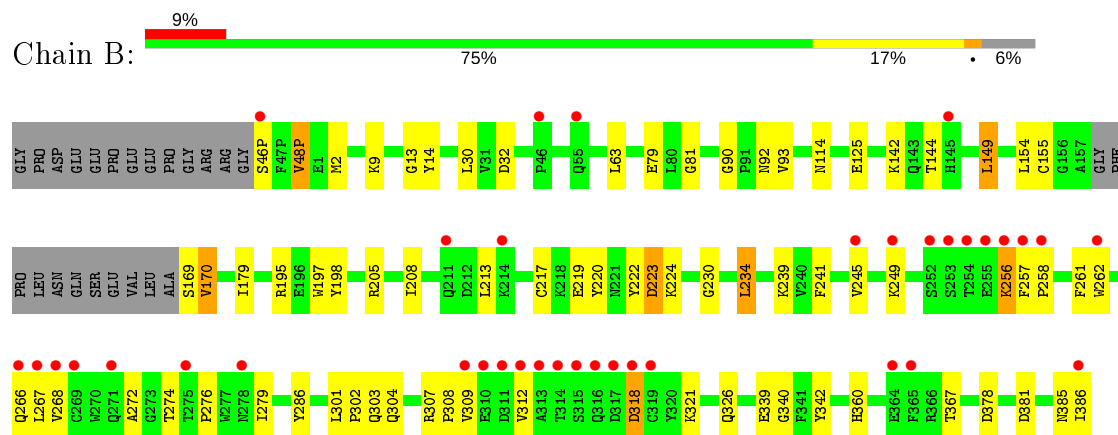 9%
Chain B:
75% 17% • 6%
GLY PRO ASP GLU GLU PRO GLU GLU PRO GLY ARG ARG GLY S46P F47P V48P E1 M2 K9 G13 Y14 L30 V31 D32 P46 Q55 L63 E79 L80 G81 G90 P91 N92 V93 N114 E125 K142 Q143 T144 H145 L149 L154 C155 G156 A157 GLY PHE
PRO LEU ASN GLN SER GLU VAL LEU ALA S169 V170 I179 R195 E196 W197 Y198 R205 I208 Q211 D212 L213 K214 C217 K218 E219 Y220 N221 Y222 D223 K224 G230 L234 K239 V240 F241 V245 K249 S252 S253 T254 E255 K256 F257 P258 F261 W262
Q266 L267 V268 C269 W270 Q271 A272 G273 T274 T275 P276 W277 N278 I279 Y286 L301 P302 Q303 Q304 R307 P308 V309 E310 D311 V312 A313 T314 S315 Q316 D317 D318 C319 Y320 K321 Q326 E339 G340 F341 Y342 H360 E364 F365 R366 T367 D378 D381 N385 I386